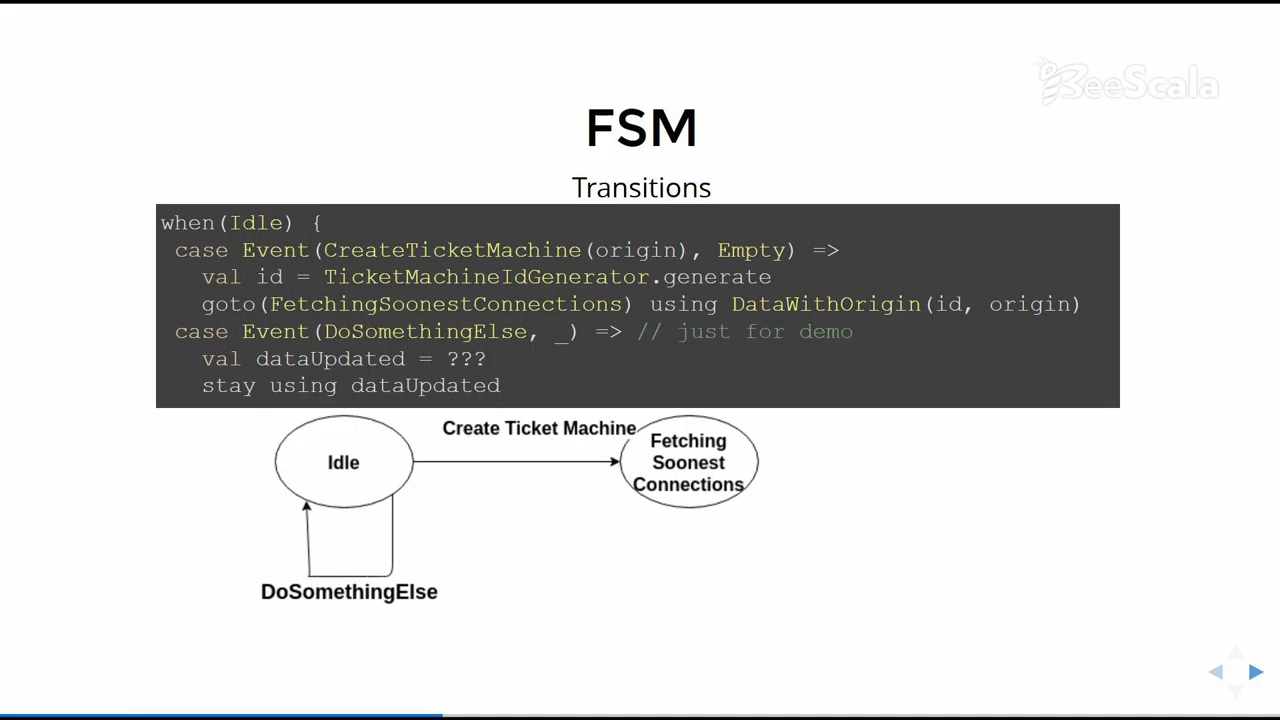 BeeScala
FSM
Transitions
when(Idle) {
 case Event(CreateTicketMachine(origin), Empty) =>
   val id = TicketMachineIdGenerator.generate
   goto(FetchingSoonestConnections) using DataWithOrigin(id, origin)
 case Event(DoSomethingElse, _) => // just for demo
   val dataUpdated = ???
   stay using dataUpdated
Create Ticket Machine
Idle
Fetching
Soonest
Connections
DoSomethingElse